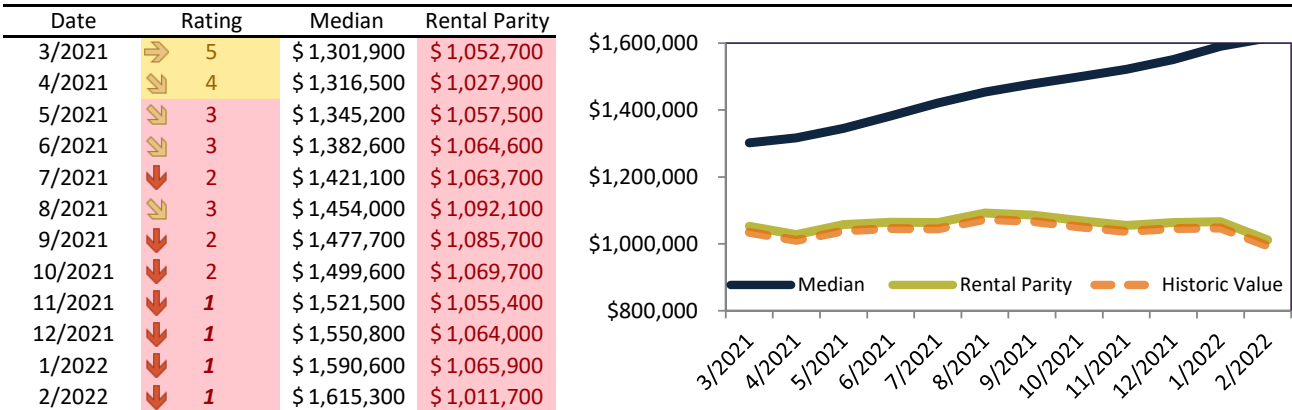 Date Rating Median Rental Parity
3/2021 5 $ 1,301,900 $ 1,052,700
4/2021 4 $ 1,316,500 $ 1,027,900
5/2021 3 $ 1,345,200 $ 1,057,500
6/2021 3 $ 1,382,600 $ 1,064,600
7/2021 2 $ 1,421,100 $ 1,063,700
8/2021 3 $ 1,454,000 $ 1,092,100
9/2021 2 $ 1,477,700 $ 1,085,700
10/2021 2 $ 1,499,600 $ 1,069,700
11/2021 1 $ 1,521,500 $ 1,055,400
12/2021 1 $ 1,550,800 $ 1,064,000
1/2022 1 $ 1,590,600 $ 1,065,900
2/2022 1 $ 1,615,300 $ 1,011,700
$1,600,000
$1,400,000
$1,200,000
$1,000,000
$800,000
Median Rental Parity Historic Value
3/2021 4/2021 5/2021 6/2021 7/2021 8/2021 9/2021 10/2021 11/2021 12/2021 1/2022 2/2022